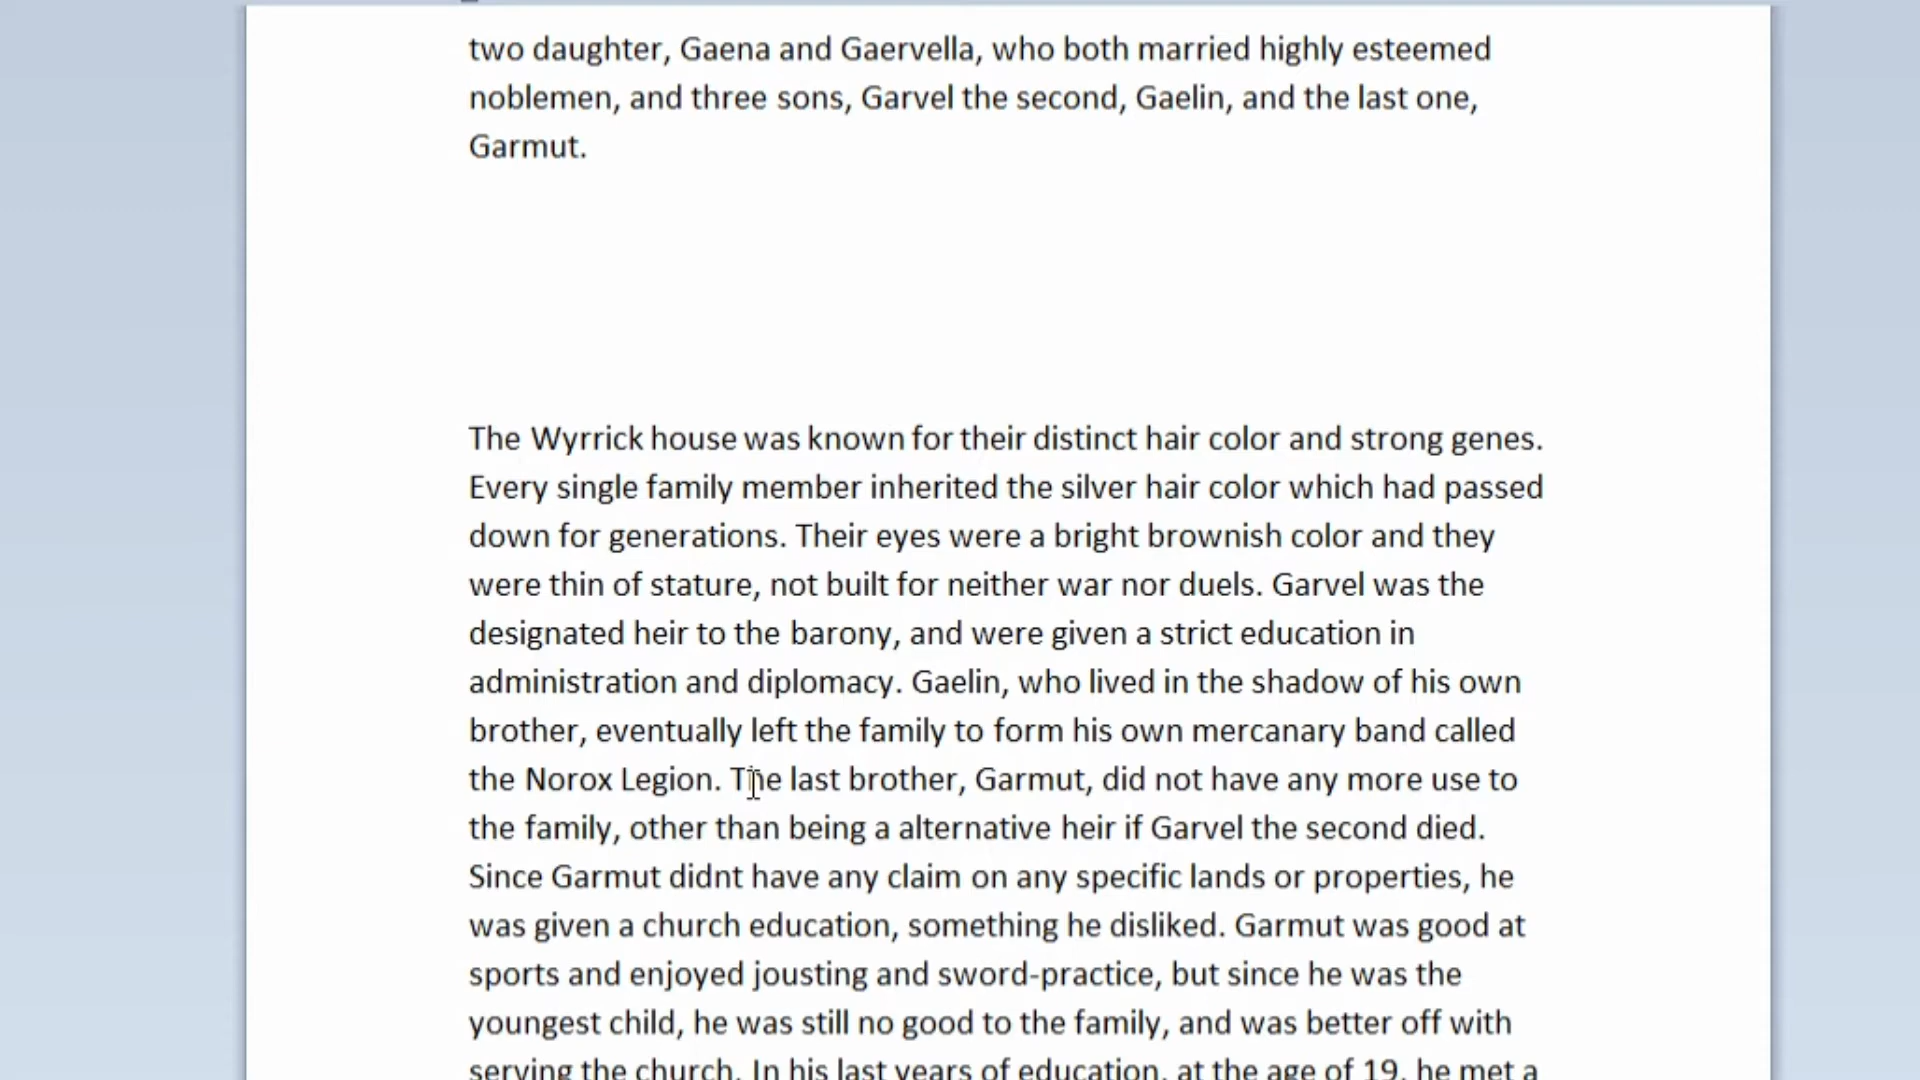 two daughter, Gaena and Gaervella, who both married highly esteemed
noblemen, and three sons, Garvel the second, Gaelin, and the last one,
Garmut.
The Wyrrick house was known for their distinct hair color and strong genes.
Every single family member inherited the silver hair color which had passed
down for generations. Their eyes were a bright brownish color and they
were thin of stature, not built for neither war nor duels. Garvel was the
designated heir to the barony, and were given a strict education in
administration and diplomacy. Gaelin, who lived in the shadow of his own
brother, eventually left the family to form his own mercanary band called
the Norox Legion. The last brother, Garmut, did not have any more use to
the family, other than being a alternative heir if Garvel the second died.
Since Garmut didnt have any claim on any specific lands or properties, he
was given a church education, something he disliked. Garmut was good at
sports and enjoyed jousting and sword-practice, but since he was the
youngest child, he was still no good to the family, and was better off with
serving the church. In his last years of education, at the age of 19, he met a